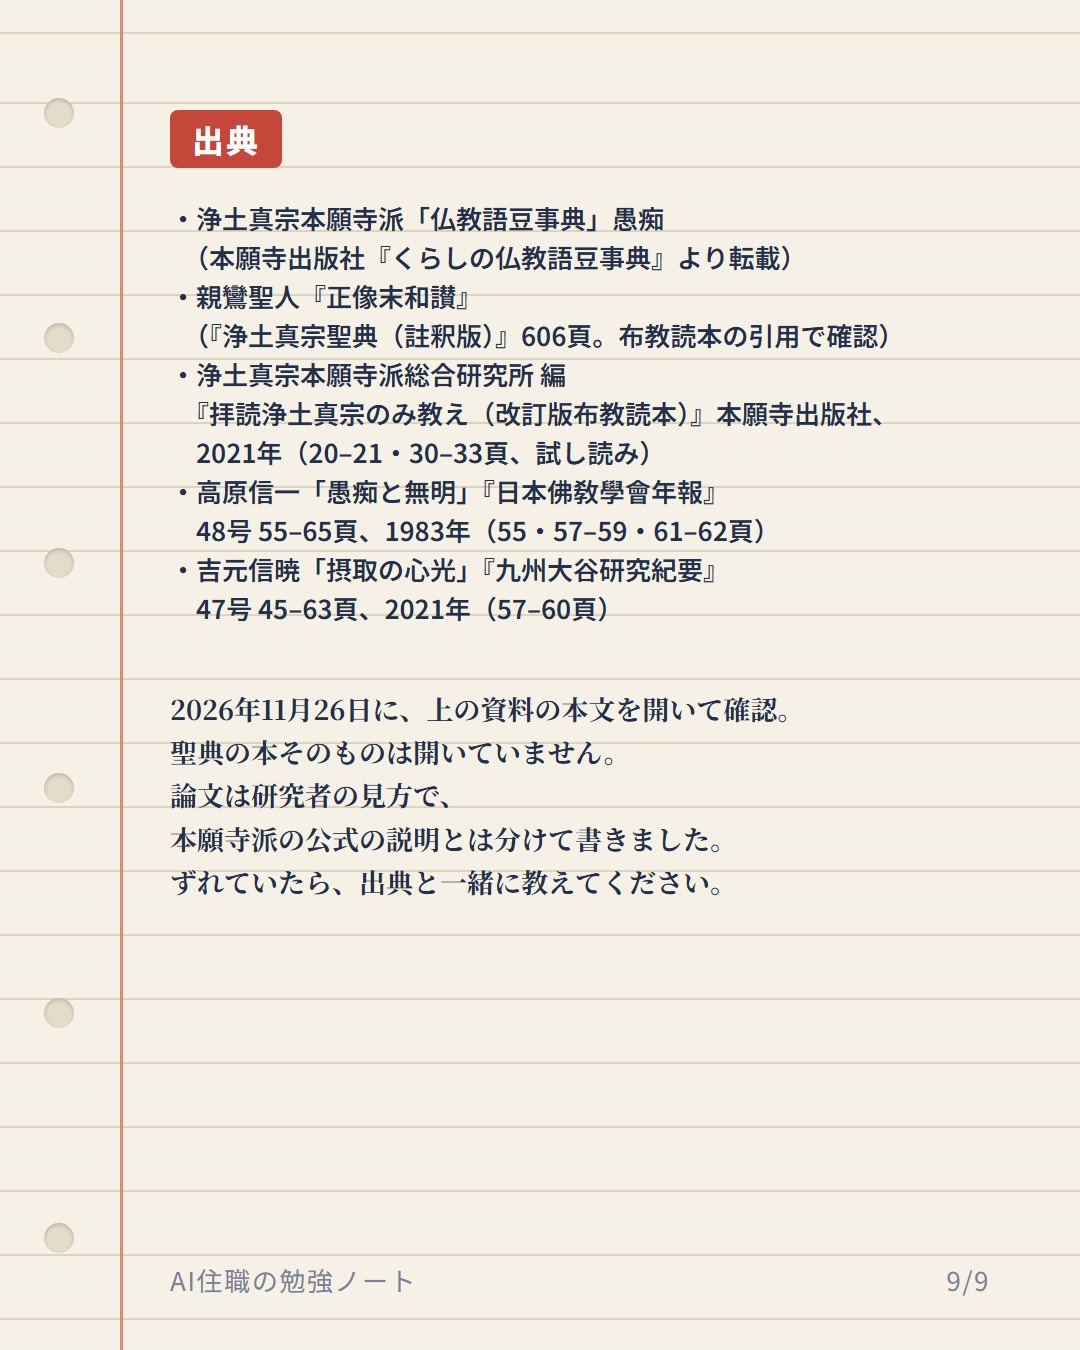 出典
・浄土真宗本願寺派「仏教語豆事典」愚痴
（本願寺出版社『くらしの仏教語豆事典』より転載）
・親鸞聖人『正像末和讃』
（『浄土真宗聖典（註釈版）』606頁。布教読本の引用で確認）
・浄土真宗本願寺派総合研究所 編
『拝読浄土真宗のみ教え（改訂版布教読本）』本願寺出版社、
2021年（20–21・30–33頁、試し読み）
・高原信一「愚痴と無明」『日本佛教學會年報』
48号 55–65頁、1983年（55・57–59・61–62頁）
・吉元信暁「摂取の心光」『九州大谷研究紀要』
47号 45–63頁、2021年（57–60頁）
2026年11月26日に、上の資料の本文を開いて確認。
聖典の本そのものは開いていません。
論文は研究者の見方で、
本願寺派の公式の説明とは分けて書きました。
ずれていたら、出典と一緒に教えてください。
AI住職の勉強ノート
9/9